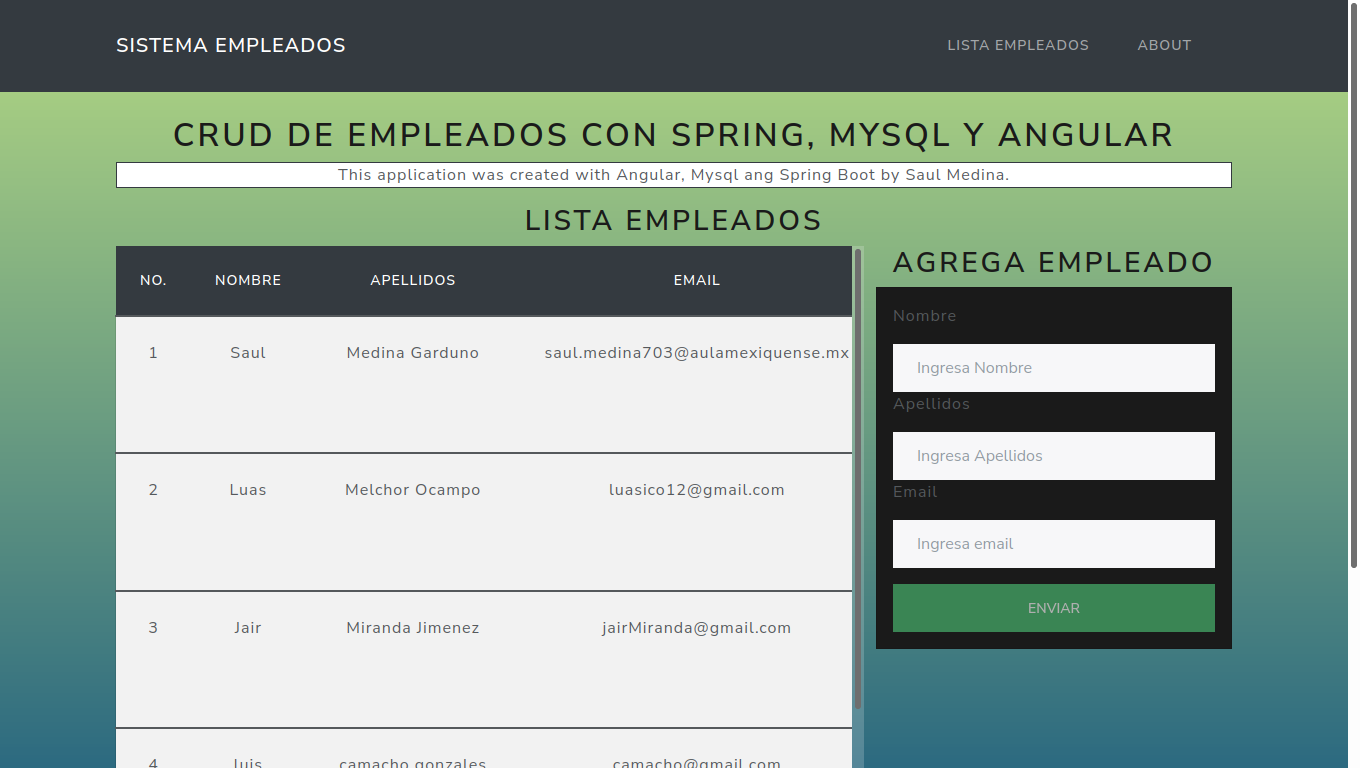 SISTEMA EMPLEADOS
LISTA EMPLEADOS ABOUT
CRUD DE EMPLEADOS CON SPRING, MYSQL Y ANGULAR
This application was created with Angular, Mysql ang Spring Boot by Saul Medina.
LISTA EMPLEADOS
NO. NOMBRE APELLIDOS EMAIL
1 Saul Medina Garduno saul.medina703@aulamexiquense.mx
2 Luas Melchor Ocampo luasico12@gmail.com
3 Jair Miranda Jimenez jairMiranda@gmail.com
4 luis camacho gonzales camacho@gmail.com
AGREGA EMPLEADO
Nombre
Ingresa Nombre
Apellidos
Ingresa Apellidos
Email
Ingresa email
ENVIAR